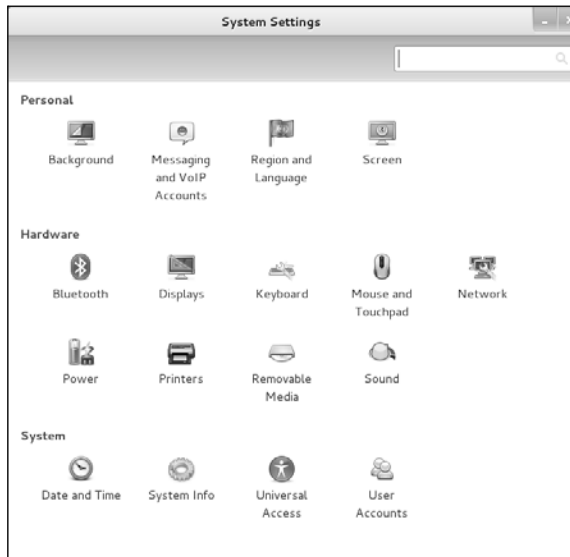 System Settings
Personal
Background
Messaging
and VoIP
Accounts
Region and
Language
Screen
Hardware
Bluetooth
Displays
Keyboard
Mouse and
Touchpad
Network
Power
Printers
Removable
Media
Sound
System
Date and Time
System Info
Universal
Access
User
Accounts